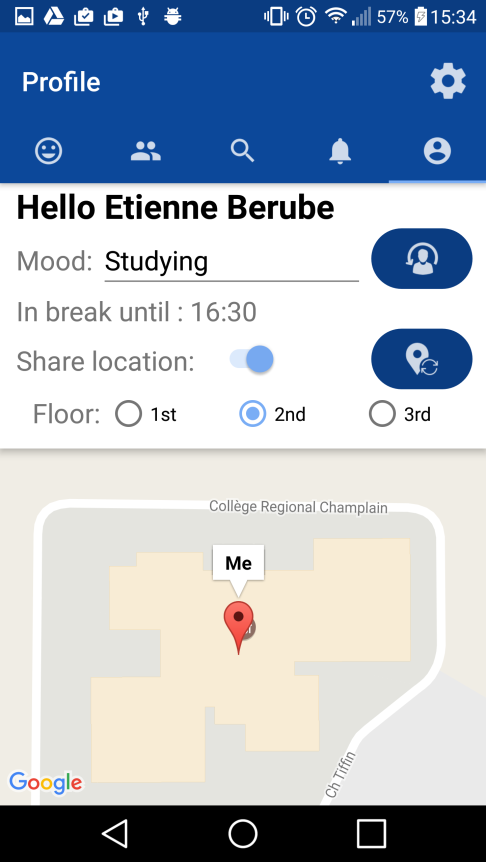 57% 15:34
Profile
Hello Etienne Berube
Mood: Studying
In break until : 16:30
Share location:
Floor: 1st 2nd 3rd
Collège Regional Champlain
Me
Ch Tiffin
Google